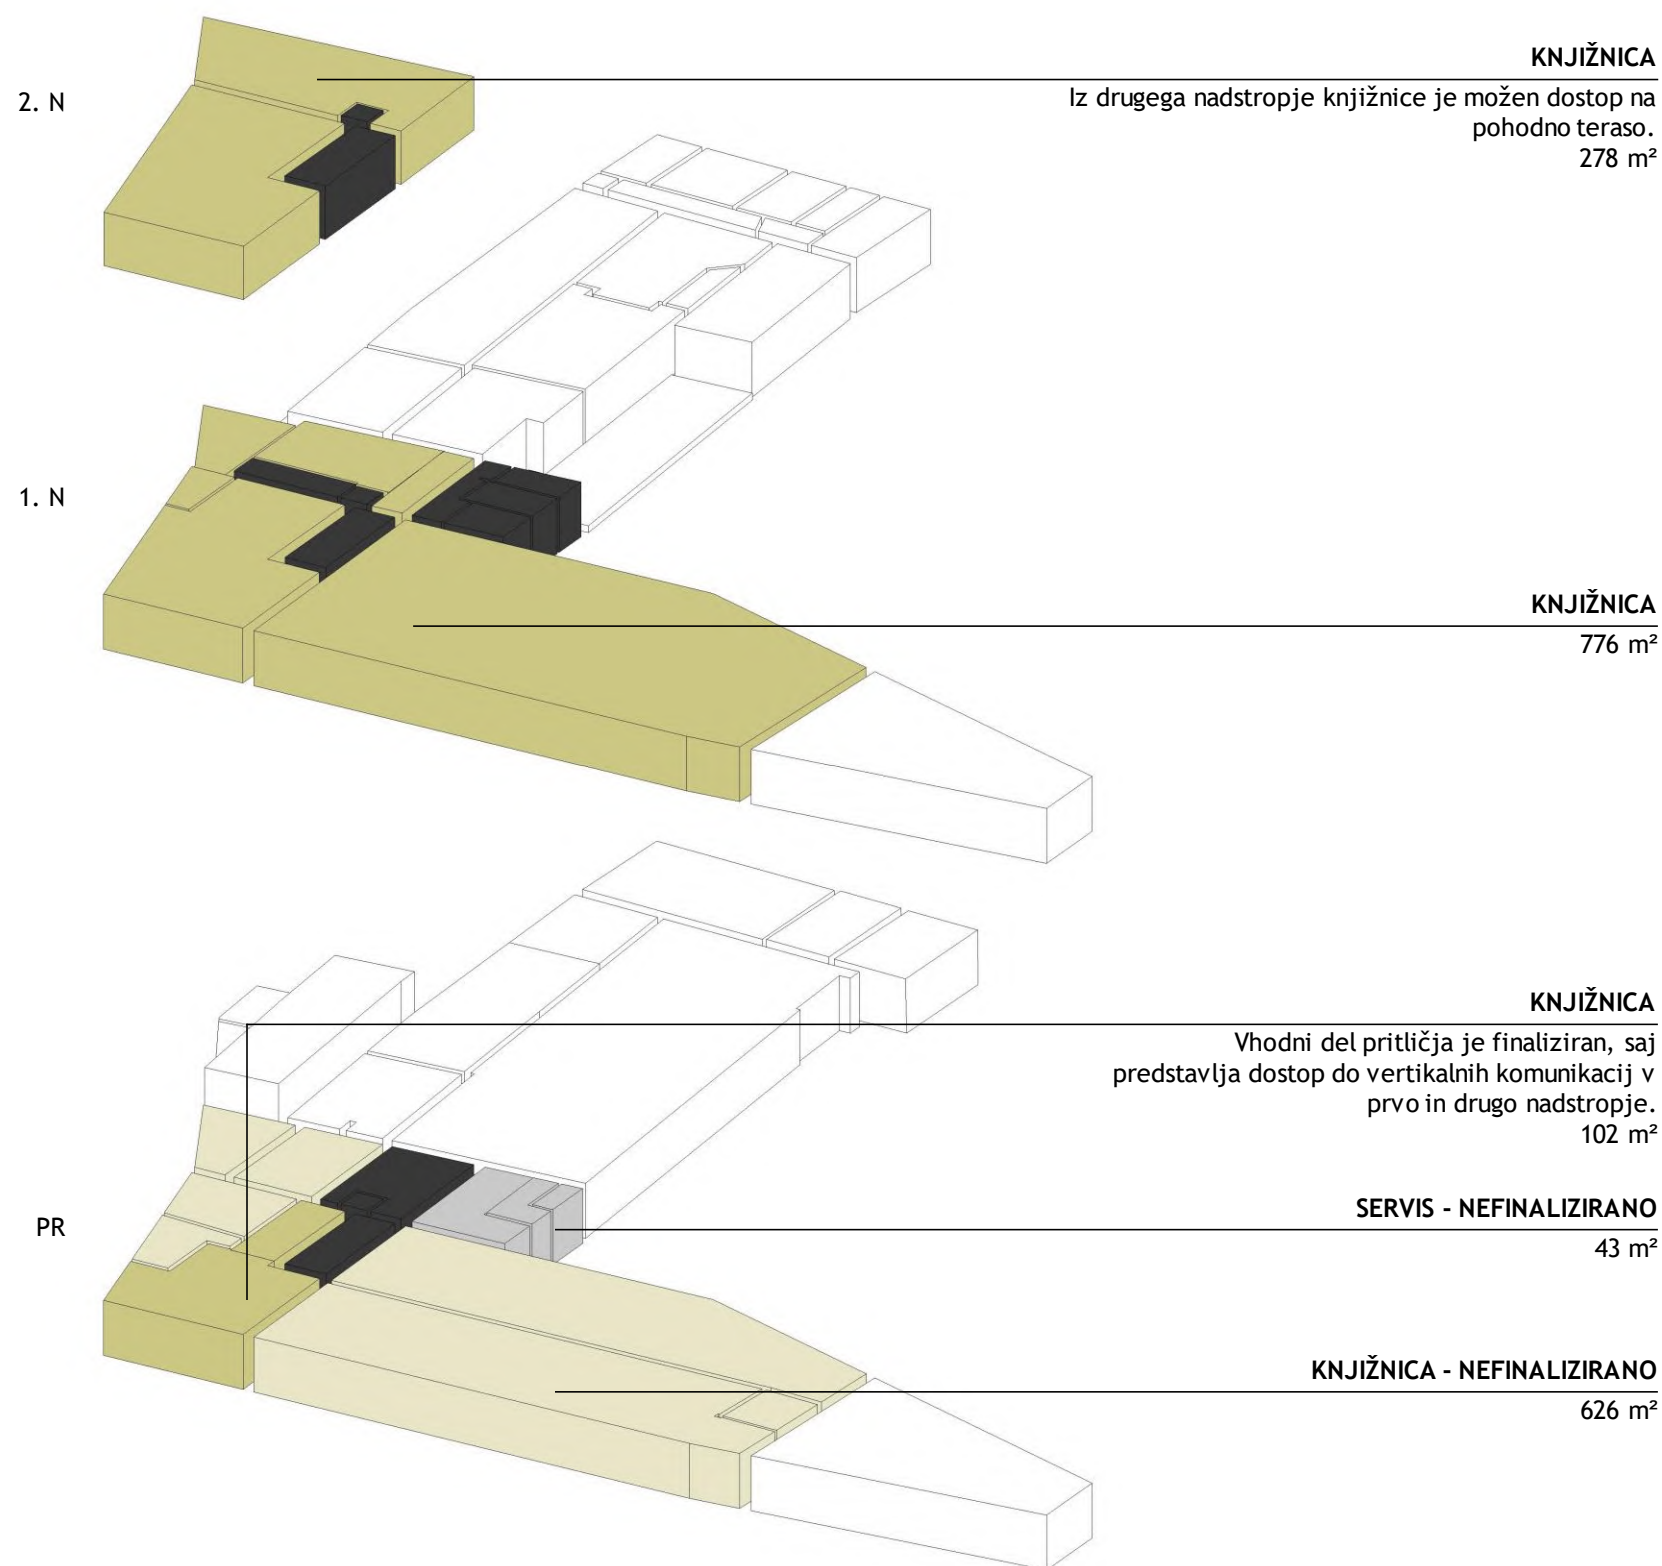 KNJIŽNICA
2. N
Iz drugega nadstropje knjižnice je možen dostop na
pohodno teraso.
278 m²
1. N
KNJIŽNICA
776 m²
KNJIŽNICA
Vhodni del pritličja je finaliziran, saj
predstavlja dostop do vertikalnih komunikacij v
prvo in drugo nadstropje.
102 m²
PR
SERVIS - NEFINALIZIRANO
43 m²
KNJIŽNICA - NEFINALIZIRANO
626 m²